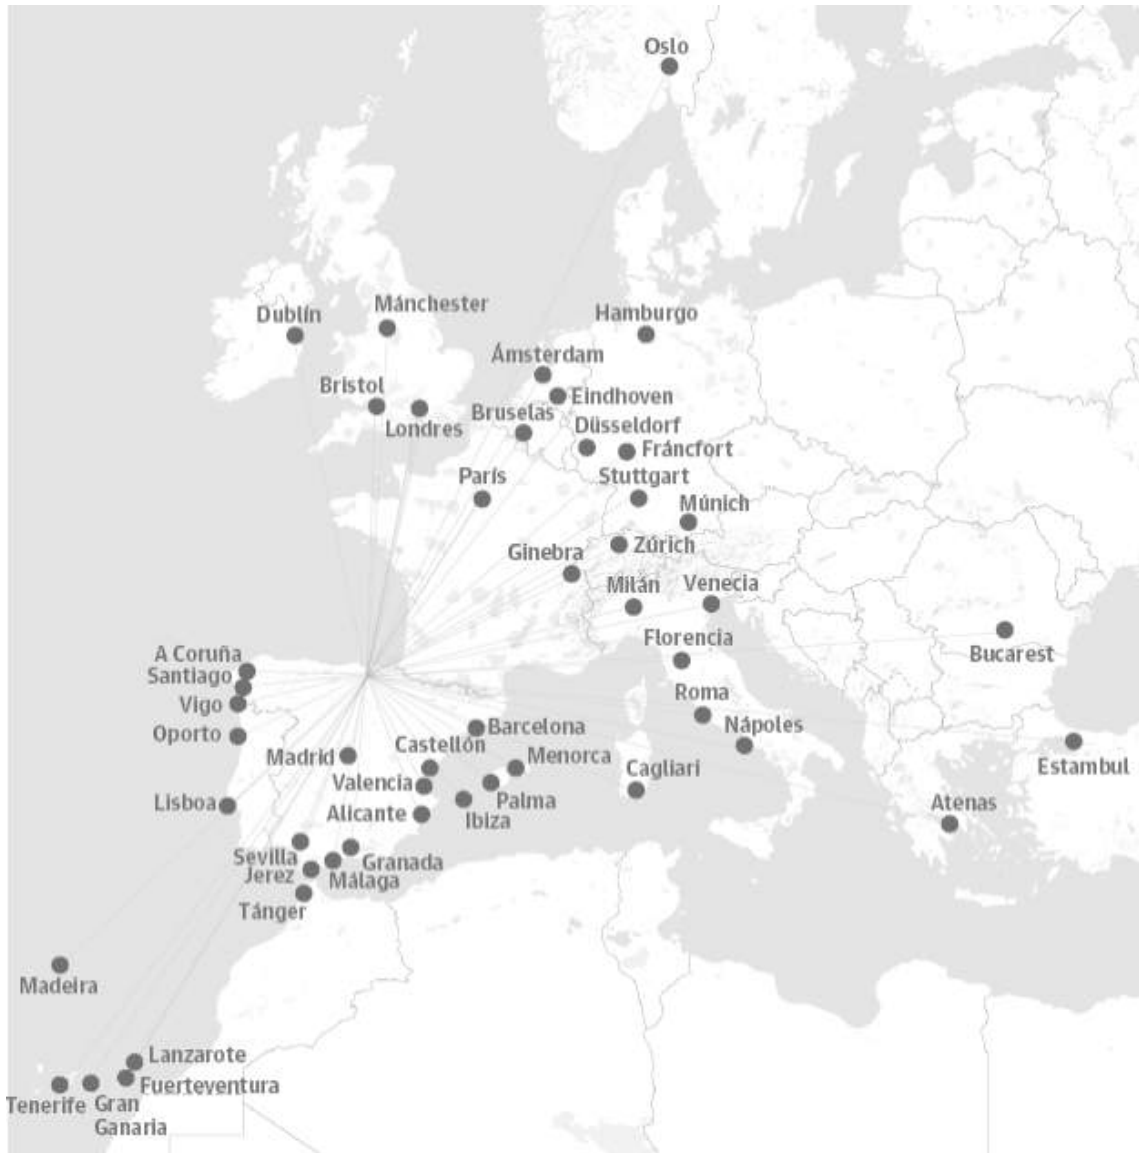 Oslo
Mánchester
Dublín
Hamburgo
Ámsterdam
Bristol
Eindhoven
Bruselas
Londres
Düsseldorf
Fráncfort
París
Stuttgart
Múnich
Ginebra
Zúrich
Milán
Venecia
Florencia
A Coruña
Bucarest
Santiago
Roma
Vigo
Nápoles
Barcelona
Oporto
Castellón
Madrid
Menorca
Estambul
Cagliari
Valencia
Palma
Lisboa
Atenas
Alicante
Ibiza
Sevilla
Granada
Jerez
Málaga
Tánger
Madeira
Lanzarote
Fuerteventura
Tenerife
Gran
Ganaria